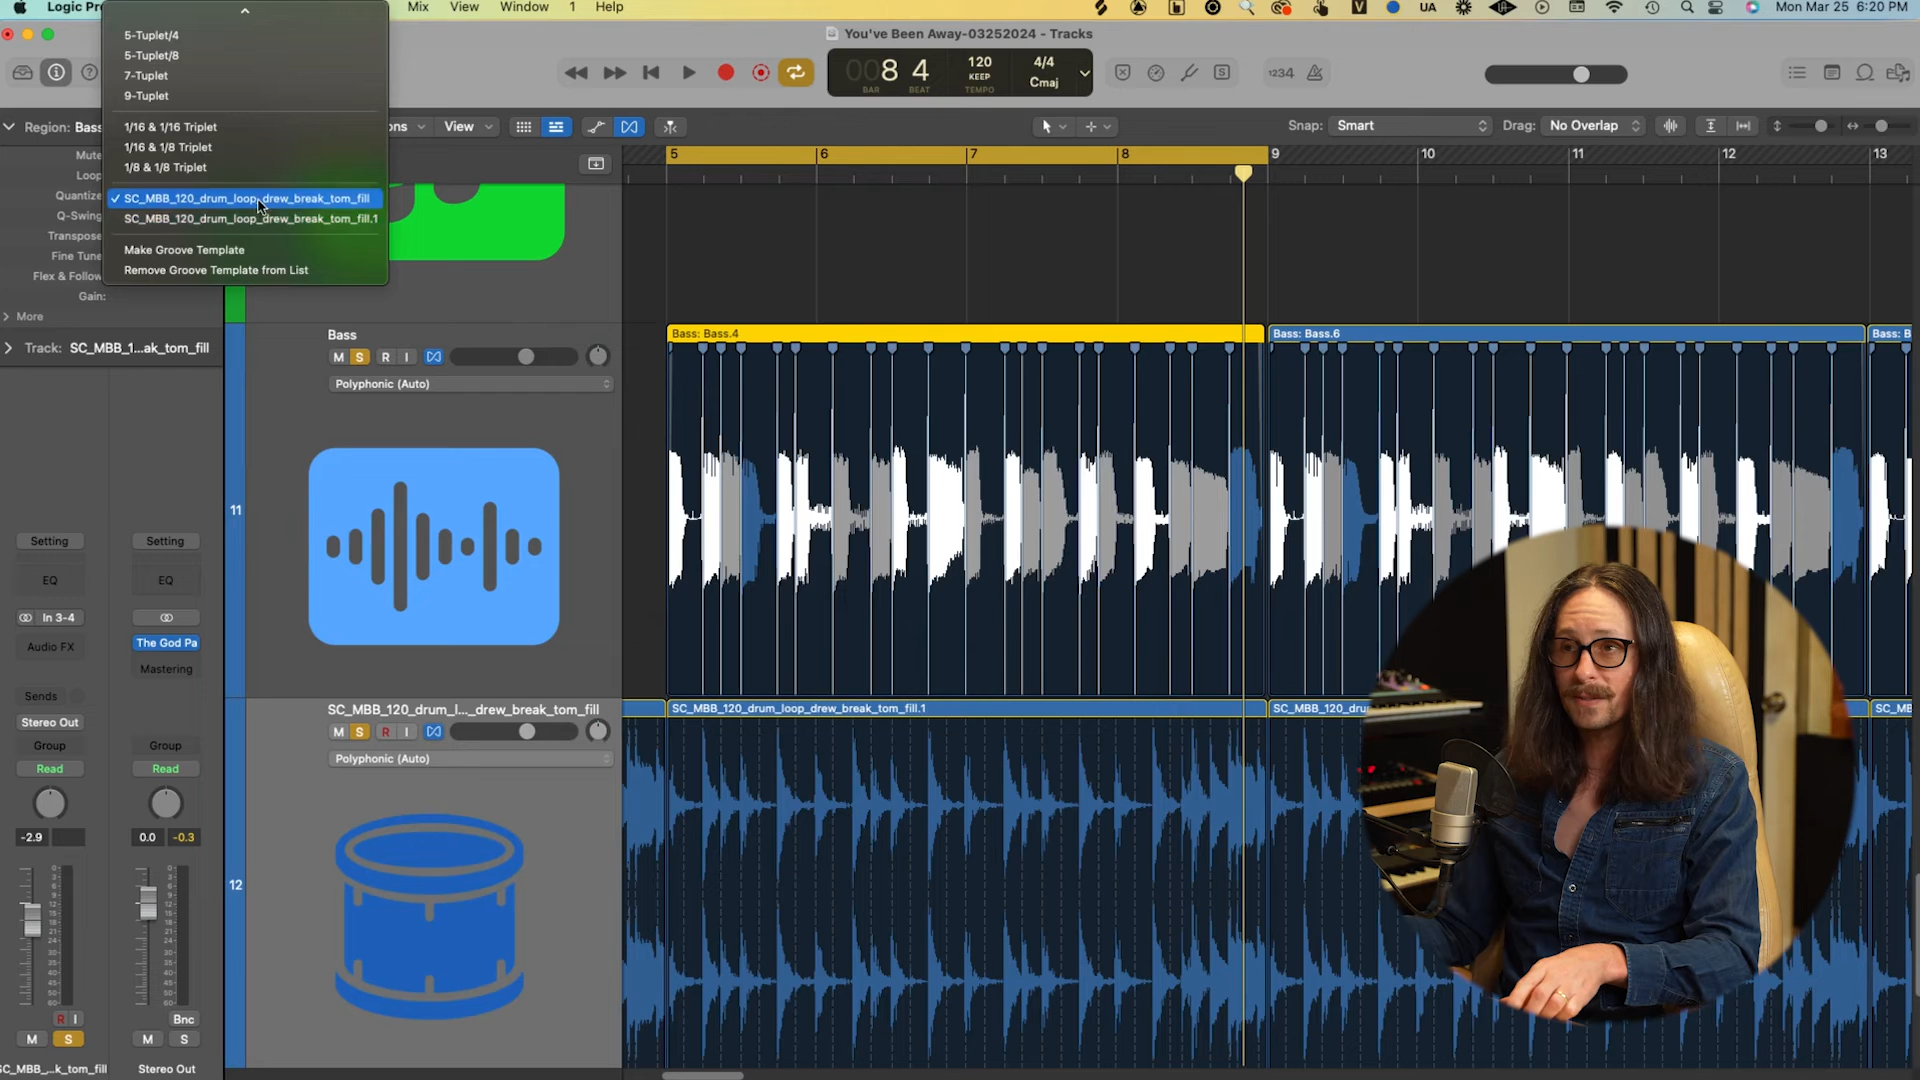 Logic Pr
Mix
View
Window
1
Help
UA
Mon Mar 25 6:20 PM
You've Been Away-03252024 - Tracks
5-Tuplet/4
5-Tuplet/8
7-Tuplet
9-Tuplet
1/16 & 1/16 Triplet
1/16 & 1/8 Triplet
1/8 & 1/8 Triplet
SC_MBB_120_drum_loop_drew_break_tom_fill
SC_MBB_120_drum_loop_drew_break_tom_fill.1
Make Groove Template
Remove Groove Template from List
008 4
BAR BEAT
120
KEEP
TEMPO
4/4
Cmaj
1234
Region: Bass
ons
View
Snap: Smart
Drag: No Overlap
Mute
Loop
Quantize
Q-Swing
Transpose
Fine Tune
Flex & Follow
Gain:
More
Track: SC_MBB_1...ak_tom_fill
5 6 7 8 9 10 11 12 13
Bass
M S R I
Polyphonic (Auto)
11
Bass: Bass.4
Bass: Bass.6
Bass: B
SC_MBB_120_drum_l..._drew_break_tom_fill
M S R I
Polyphonic (Auto)
12
SC_MBB_120_drum_loop_drew_break_tom_fill.1
SC_MBB_120_dru
SC_MB
Setting
Setting
EQ
EQ
In 3-4
Audio FX
The God Pa
Mastering
Sends
Stereo Out
Group
Group
Read
Read
-2.9
0.0 -0.3
R I
Bnc
M S
M S
SC_MBB_...k_tom_fill
Stereo Out